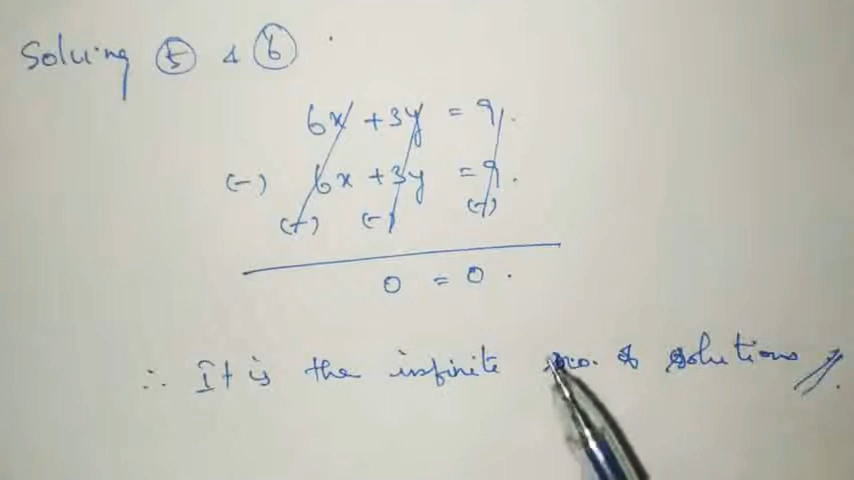 Solving 5 & 6
6x + 3y = 9.
(-) 6x + 3y = 9.
(-) (-) (-)
0 = 0.
∴ It is the infinite no. of solutions //.